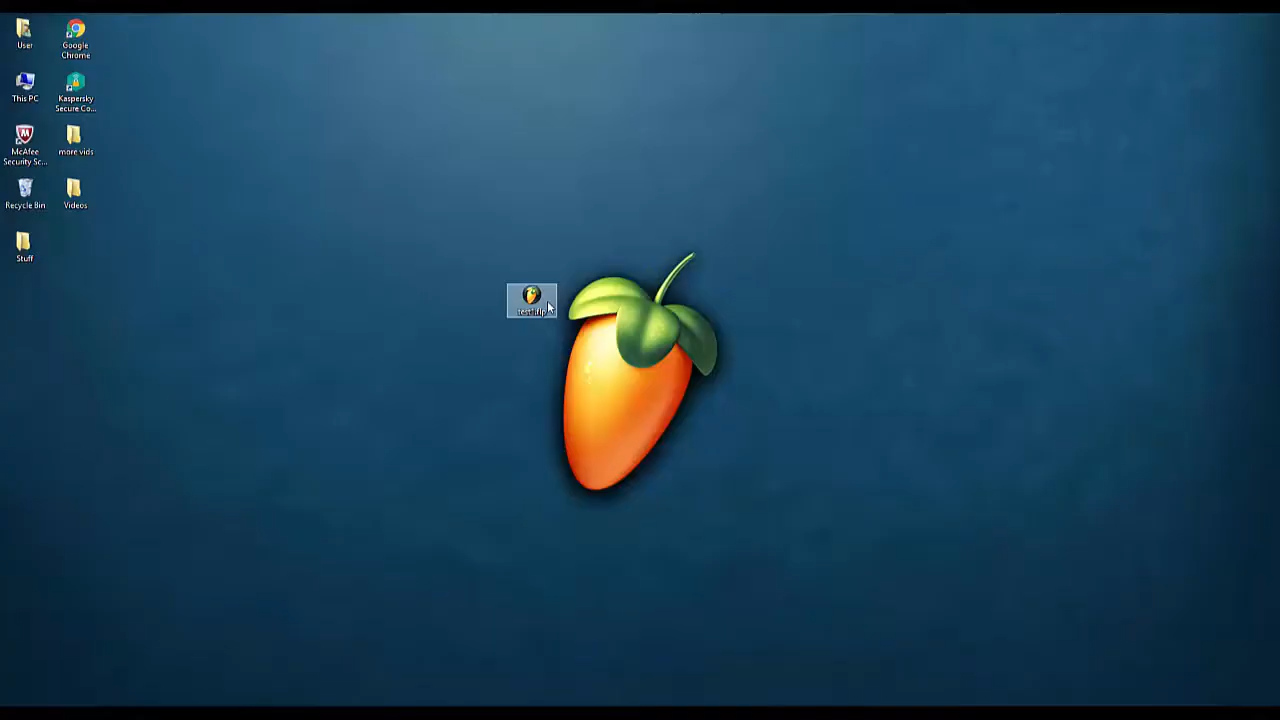 User
Google
Chrome
This PC
Kaspersky
Secure Co...
McAfee
Security Sc...
more vids
Recycle Bin
Videos
Stuff